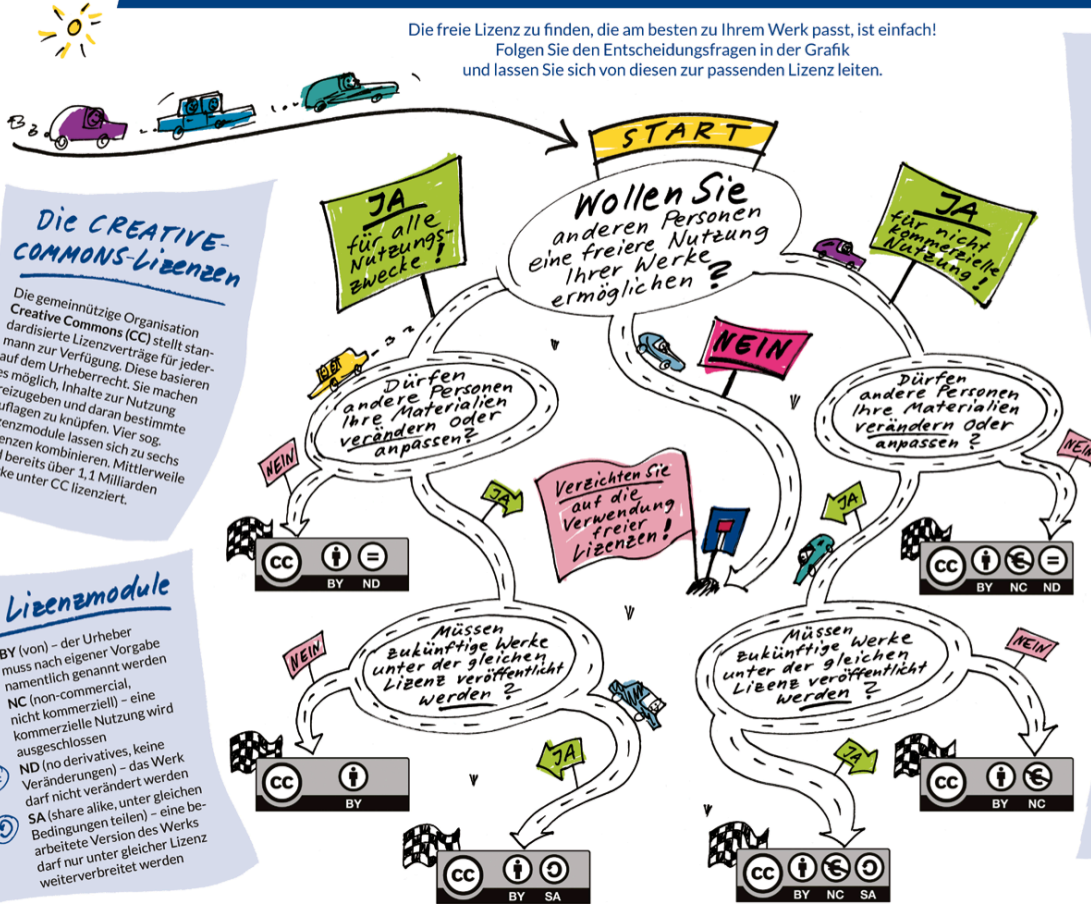 Die freie Lizenz zu finden, die am besten zu Ihrem Werk passt, ist einfach!
Folgen Sie den Entscheidungsfragen in der Grafik
und lassen Sie sich von diesen zur passenden Lizenz leiten.
START
Wollen Sie
anderen Personen
eine freiere Nutzung
Ihrer Werke
ermöglichen?
JA
für alle
Nutzungs-
zwecke!
JA
für nicht
kommerzielle
Nutzung!
NEIN
Die CREATIVE-
COMMONS-Lizenzen
Die gemeinnützige Organisation
Creative Commons (CC) stellt stan-
dardisierte Lizenzverträge für jeder-
mann zur Verfügung. Diese basieren
auf dem Urheberrecht. Sie machen
es möglich, Inhalte zur Nutzung
reizugeben und daran bestimmte
uflagen zu knüpfen. Vier sog.
enzmodule lassen sich zu sechs
enzen kombinieren. Mittlerweile
d bereits über 1,1 Milliarden
ke unter CC lizenziert.
Dürfen
andere Personen
Ihre Materialien
verändern oder
anpassen?
Dürfen
andere Personen
Ihre Materialien
verändern oder
anpassen?
NEIN
JA
Verzichten Sie
auf die
Verwendung
freier
Lizenzen!
JA
NEIN
CC
BY ND
CC
BY NC ND
Lizenzmodule
BY (von) – der Urheber
muss nach eigener Vorgabe
namentlich genannt werden
NC (non-commercial,
nicht kommerziell) – eine
kommerzielle Nutzung wird
ausgeschlossen
ND (no derivatives, keine
Veränderungen) – das Werk
darf nicht verändert werden
SA (share alike, unter gleichen
Bedingungen teilen) – eine be-
arbeitete Version des Werks
darf nur unter gleicher Lizenz
weiterverbreitet werden
Müssen
zukünftige Werke
unter der gleichen
Lizenz veröffentlicht
werden?
Müssen
zukünftige Werke
unter der gleichen
Lizenz veröffentlicht
werden?
NEIN
JA
JA
NEIN
CC
BY
CC
BY NC
CC
BY SA
CC
BY NC SA